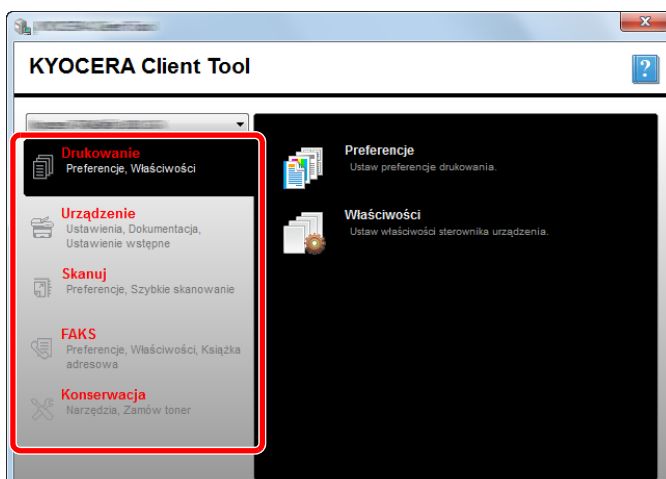 KYOCERA Client Tool
?
Drukowanie
Preferencje, Właściwości
Urządzenie
Ustawienia, Dokumentacja,
Ustawienie wstępne
Skanuj
Preferencje, Szybkie skanowanie
FAKS
Preferencje, Właściwości, Książka
adresowa
Konserwacja
Narzędzia, Zamów toner
Preferencje
Ustaw preferencje drukowania.
Właściwości
Ustaw właściwości sterownika urządzenia.